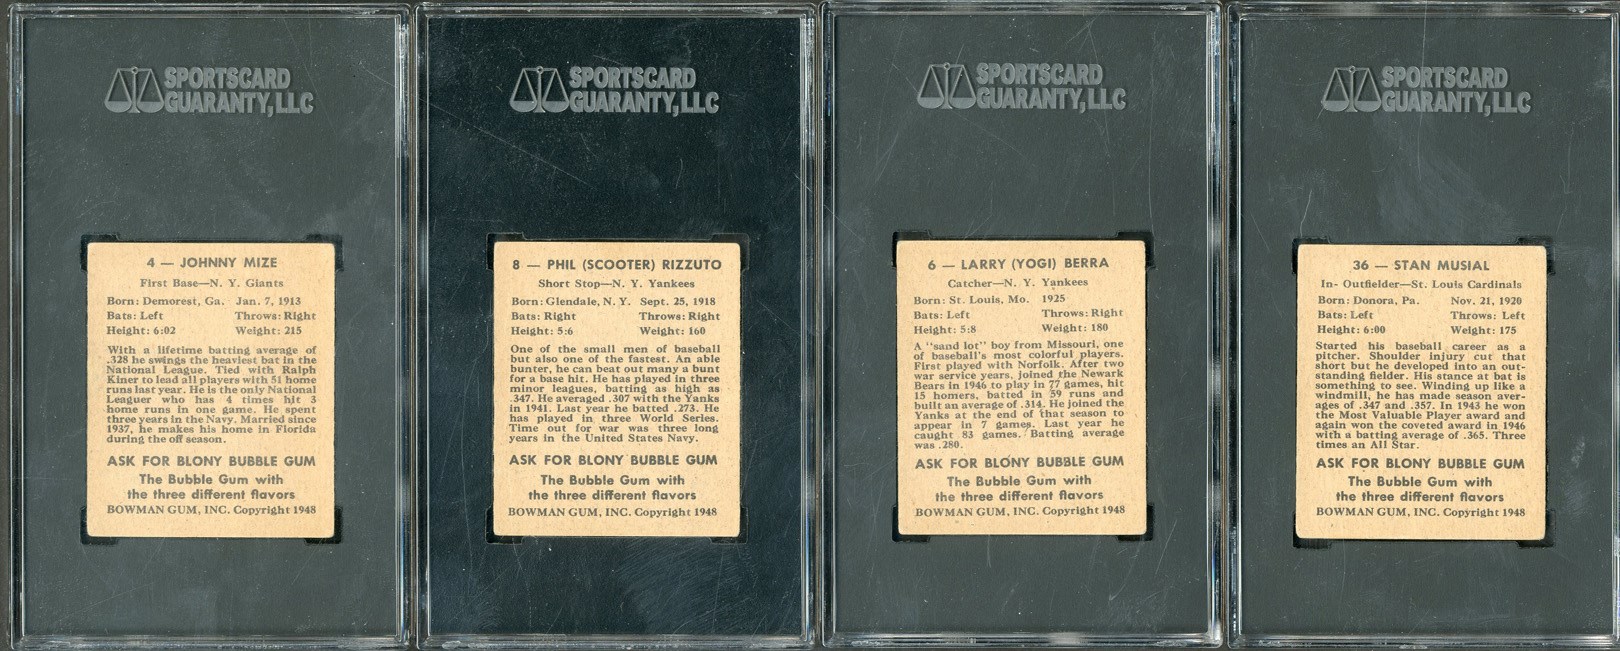 SPORTSCARD
GUARANTY, LLC
4 — JOHNNY MIZE
First Base—N. Y. Giants
Born: Demorest, Ga. Jan. 7, 1913
Bats: Left Throws: Right
Height: 6:02 Weight: 215
With a lifetime batting average of
.328 he swings the heaviest bat in the
National League. Tied with Ralph
Kiner to lead all players with 51 home
runs last year. He is the only National
Leaguer who has 4 times hit 3
home runs in one game. He spent
three years in the Navy. Married since
1937, he makes his home in Florida
during the off season.
ASK FOR BLONY BUBBLE GUM
The Bubble Gum with
the three different flavors
BOWMAN GUM, INC. Copyright 1948
SPORTSCARD
GUARANTY, LLC
8 — PHIL (SCOOTER) RIZZUTO
Short Stop—N. Y. Yankees
Born: Glendale, N. Y. Sept. 25, 1918
Bats: Right Throws: Right
Height: 5:6 Weight: 160
One of the small men of baseball
but also one of the fastest. An able
bunter, he can beat out many a bunt
for a base hit. He has played in three
minor leagues, batting as high as
.347. He averaged .307 with the Yanks
in 1941. Last year he batted .273. He
has played in three World Series.
Time out for war was three long
years in the United States Navy.
ASK FOR BLONY BUBBLE GUM
The Bubble Gum with
the three different flavors
BOWMAN GUM, INC. Copyright 1948
SPORTSCARD
GUARANTY, LLC
6 — LARRY (YOGI) BERRA
Catcher—N. Y. Yankees
Born: St. Louis, Mo. 1925
Bats: Left Throws: Right
Height: 5:8 Weight: 180
A "sand lot" boy from Missouri, one
of baseball's most colorful players.
First played with Norfolk. After two
war service years, joined the Newark
Bears in 1946 to play in 77 games, hit
15 homers, batted in 59 runs and
built an average of .314. He joined the
Yanks at the end of that season to
appear in 7 games. Last year he
caught 83 games. Batting average
was .280.
ASK FOR BLONY BUBBLE GUM
The Bubble Gum with
the three different flavors
BOWMAN GUM, INC. Copyright 1948
SPORTSCARD
GUARANTY, LLC
36 — STAN MUSIAL
In- Outfielder—St. Louis Cardinals
Born: Donora, Pa. Nov. 21, 1920
Bats: Left Throws: Left
Height: 6:00 Weight: 175
Started his baseball career as a
pitcher. Shoulder injury cut that
short but he developed into an out-
standing fielder. His stance at bat is
something to see. Winding up like a
windmill, he has made season aver-
ages of .347 and .357. In 1943 he won
the Most Valuable Player award and
again won the coveted award in 1946
with a batting average of .365. Three
times an All Star.
ASK FOR BLONY BUBBLE GUM
The Bubble Gum with
the three different flavors
BOWMAN GUM, INC. Copyright 1948